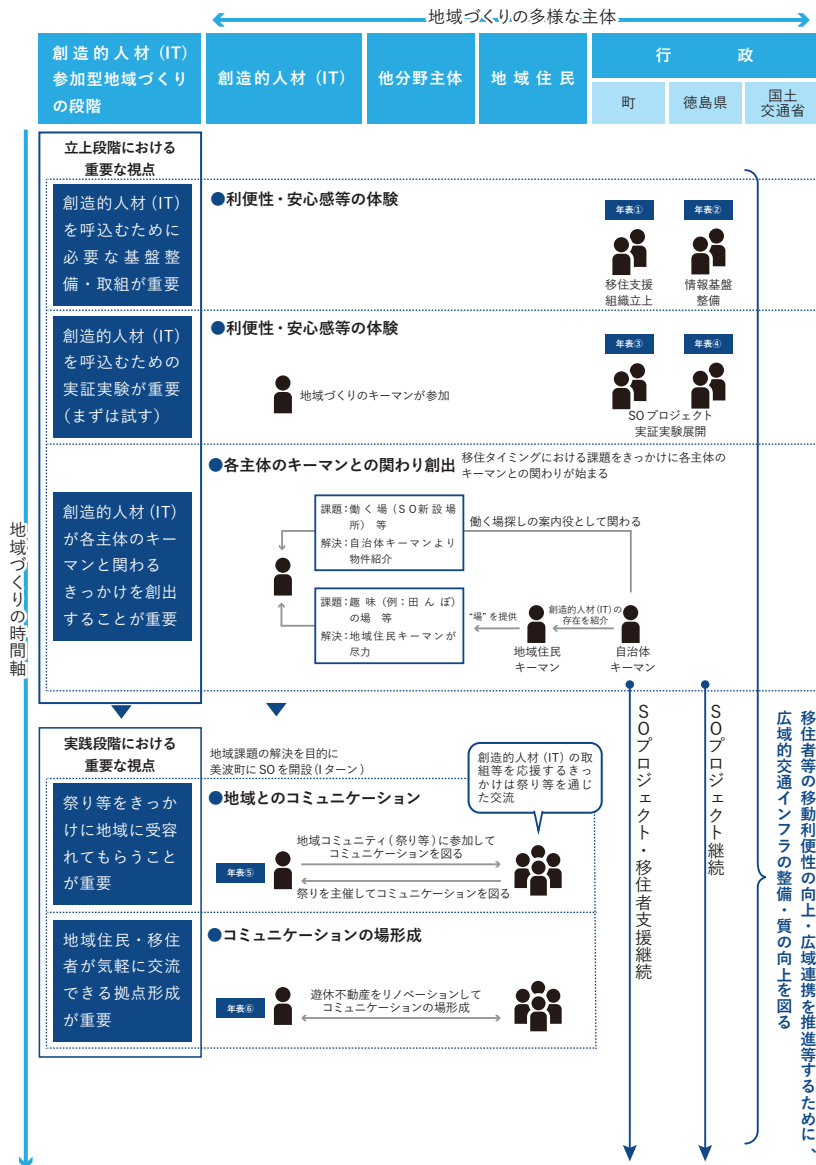 地域づくりの多様な主体
創造的人材（IT）
参加型地域づくり
の段階
創造的人材（IT）
他分野主体
地域住民
行政
町
徳島県
国土
交通省
地域づくりの時間軸
立上段階における
重要な視点
創造的人材（IT）
を呼込むために
必要な基盤整
備・取組が重要
●利便性・安心感等の体験
年表①
移住支援
組織立上
年表②
情報基盤
整備
創造的人材（IT）
を呼込むための
実証実験が重要
（まずは試す）
●利便性・安心感等の体験
地域づくりのキーマンが参加
年表③
年表④
SOプロジェクト
実証実験展開
創造的人材（IT）
が各主体のキー
マンと関わる
きっかけを創出
することが重要
●各主体のキーマンとの関わり創出
移住タイミングにおける課題をきっかけに各主体の
キーマンとの関わりが始まる
課題：働く場（SO新設場
所）等
解決：自治体キーマンより
物件紹介
働く場探しの案内役として関わる
課題：趣味（例：田んぼ）
の場 等
解決：地域住民キーマンが
尽力
“場”を提供
地域住民
キーマン
創造的人材（IT）の
存在を紹介
自治体
キーマン
実践段階における
重要な視点
地域課題の解決を目的に
美波町にSOを開設（Iターン）
創造的人材（IT）の取
組等を応援するきっ
かけは祭り等を通じ
た交流
祭り等をきっか
けに地域に受容
れてもらうこと
が重要
●地域とのコミュニケーション
年表⑤
地域コミュニティ（祭り等）に参加して
コミュニケーションを図る
祭りを主催してコミュニケーションを図る
地域住民・移住
者が気軽に交流
できる拠点形成
が重要
●コミュニケーションの場形成
年表⑥
遊休不動産をリノベーションして
コミュニケーションの場形成
SOプロジェクト・移住者支援継続
SOプロジェクト継続
移住者等の移動利便性の向上・広域連携を推進等するために、
広域的交通インフラの整備・質の向上を図る